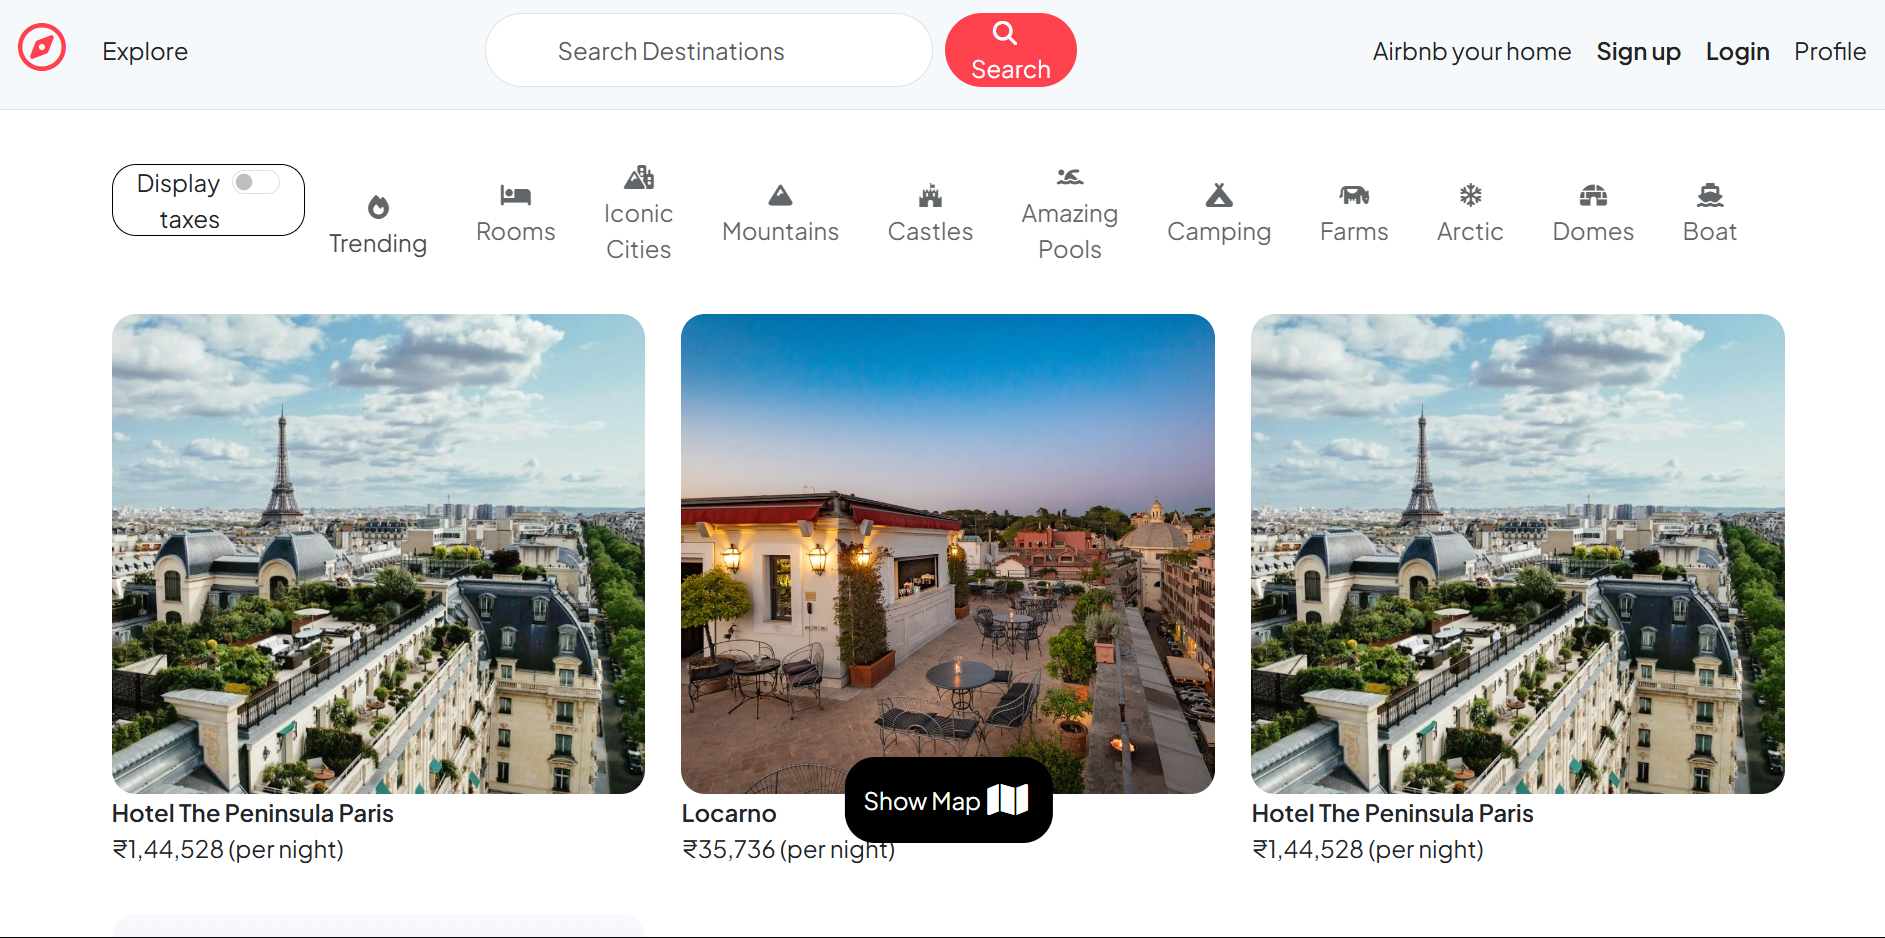 Explore
Search Destinations
Search
Airbnb your home
Sign up
Login
Profile
Display
taxes
Trending
Rooms
Iconic
Cities
Mountains
Castles
Amazing
Pools
Camping
Farms
Arctic
Domes
Boat
Hotel The Peninsula Paris
₹1,44,528 (per night)
Locarno
₹35,736 (per night)
Show Map
Hotel The Peninsula Paris
₹1,44,528 (per night)